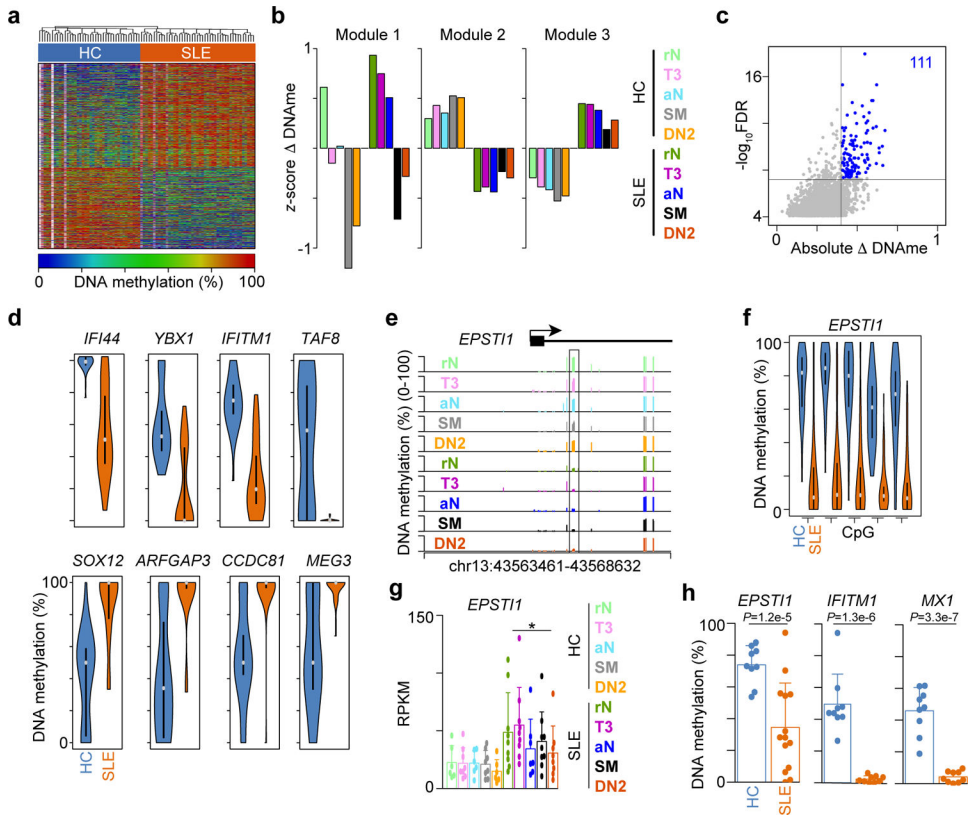 a
HC
SLE
0
DNA methylation (%)
100
b
Module 1
Module 2
Module 3
z-score Δ DNAme
1
0
-1
HC
rN
T3
aN
SM
DN2
SLE
rN
T3
aN
SM
DN2
c
111
-log10FDR
16
4
0
Absolute Δ DNAme
1
d
IFI44
YBX1
IFITM1
TAF8
SOX12
ARFGAP3
CCDC81
MEG3
DNA methylation (%)
100
0
HC
SLE
e
EPSTI1
DNA methylation (%) (0-100)
rN
T3
aN
SM
DN2
rN
T3
aN
SM
DN2
chr13:43563461-43568632
f
EPSTI1
DNA methylation (%)
100
0
HC
SLE
CpG
g
EPSTI1
RPKM
150
0
*
HC
rN
T3
aN
SM
DN2
SLE
rN
T3
aN
SM
DN2
h
EPSTI1
IFITM1
MX1
P=1.2e-5
P=1.3e-6
P=3.3e-7
DNA methylation (%)
100
0
HC
SLE